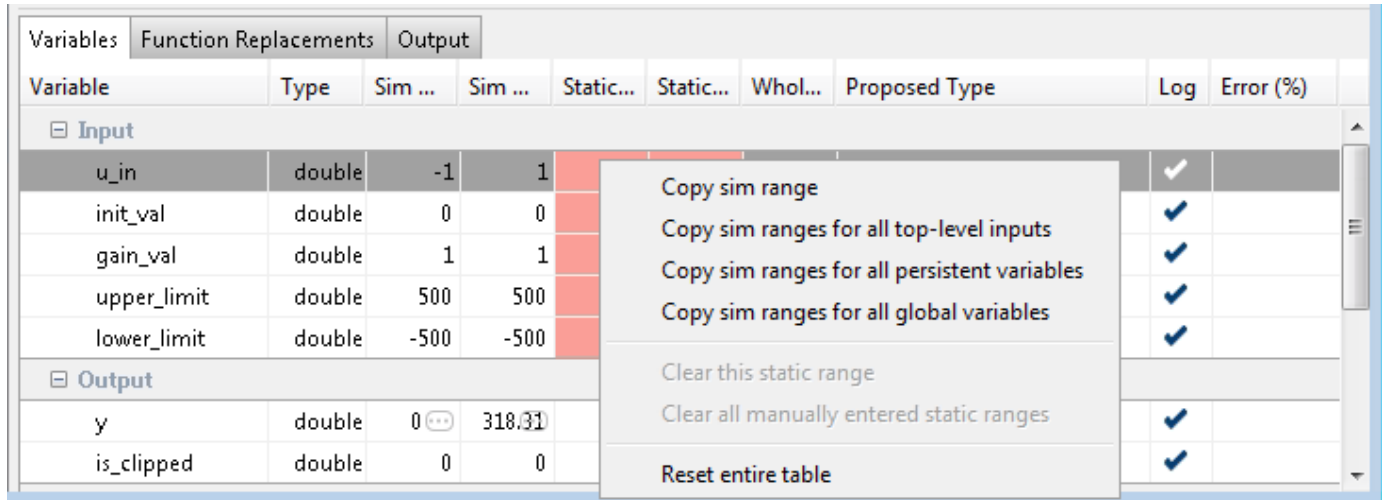 Variables Function Replacements Output
Variable Type Sim ... Sim ... Static... Static... Whol... Proposed Type Log Error (%)
Input
u_in double -1 1
Copy sim range
init_val double 0 0
Copy sim ranges for all top-level inputs
gain_val double 1 1
Copy sim ranges for all persistent variables
upper_limit double 500 500
Copy sim ranges for all global variables
lower_limit double -500 -500
Clear this static range
Output
Clear all manually entered static ranges
y double 0 318.31
is_clipped double 0 0
Reset entire table